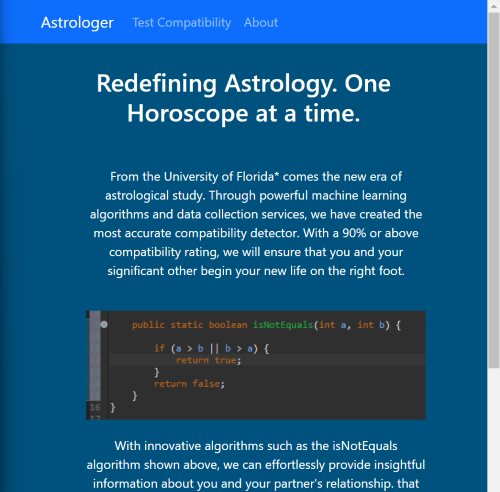 Astrologer Test Compatibility About
Redefining Astrology. One
Horoscope at a time.
From the University of Florida* comes the new era of
astrological study. Through powerful machine learning
algorithms and data collection services, we have created the
most accurate compatibility detector. With a 90% or above
compatibility rating, we will ensure that you and your
significant other begin your new life on the right foot.
public static boolean isNotEquals(int a, int b) {
if (a > b || b > a) {
return true;
}
return false;
}
16 }
17
With innovative algorithms such as the isNotEquals
algorithm shown above, we can effortlessly provide insightful
information about you and your partner's relationship. that